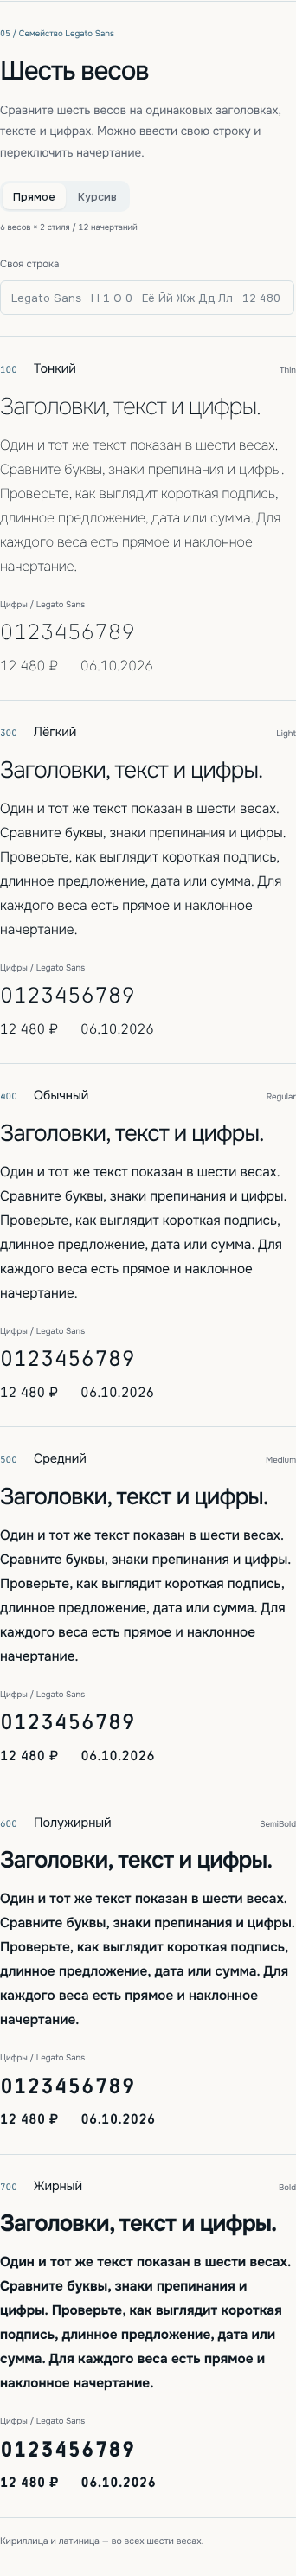 05 / Семейство Legato Sans
Шесть весов
Сравните шесть весов на одинаковых заголовках,
тексте и цифрах. Можно ввести свою строку и
переключить начертание.
Прямое Курсив
6 весов × 2 стиля / 12 начертаний
Своя строка
Legato Sans · I l 1 O 0 · Ёё Йй Жж Дд Лл · 12 480
100 Тонкий Thin
Заголовки, текст и цифры.
Один и тот же текст показан в шести весах.
Сравните буквы, знаки препинания и цифры.
Проверьте, как выглядит короткая подпись,
длинное предложение, дата или сумма. Для
каждого веса есть прямое и наклонное
начертание.
Цифры / Legato Sans
0123456789
12 480 ₽ 06.10.2026
300 Лёгкий Light
Заголовки, текст и цифры.
Один и тот же текст показан в шести весах.
Сравните буквы, знаки препинания и цифры.
Проверьте, как выглядит короткая подпись,
длинное предложение, дата или сумма. Для
каждого веса есть прямое и наклонное
начертание.
Цифры / Legato Sans
0123456789
12 480 ₽ 06.10.2026
400 Обычный Regular
Заголовки, текст и цифры.
Один и тот же текст показан в шести весах.
Сравните буквы, знаки препинания и цифры.
Проверьте, как выглядит короткая подпись,
длинное предложение, дата или сумма. Для
каждого веса есть прямое и наклонное
начертание.
Цифры / Legato Sans
0123456789
12 480 ₽ 06.10.2026
500 Средний Medium
Заголовки, текст и цифры.
Один и тот же текст показан в шести весах.
Сравните буквы, знаки препинания и цифры.
Проверьте, как выглядит короткая подпись,
длинное предложение, дата или сумма. Для
каждого веса есть прямое и наклонное
начертание.
Цифры / Legato Sans
0123456789
12 480 ₽ 06.10.2026
600 Полужирный SemiBold
Заголовки, текст и цифры.
Один и тот же текст показан в шести весах.
Сравните буквы, знаки препинания и цифры.
Проверьте, как выглядит короткая подпись,
длинное предложение, дата или сумма. Для
каждого веса есть прямое и наклонное
начертание.
Цифры / Legato Sans
0123456789
12 480 ₽ 06.10.2026
700 Жирный Bold
Заголовки, текст и цифры.
Один и тот же текст показан в шести весах.
Сравните буквы, знаки препинания и
цифры. Проверьте, как выглядит короткая
подпись, длинное предложение, дата или
сумма. Для каждого веса есть прямое и
наклонное начертание.
Цифры / Legato Sans
0123456789
12 480 ₽ 06.10.2026
Кириллица и латиница — во всех шести весах.